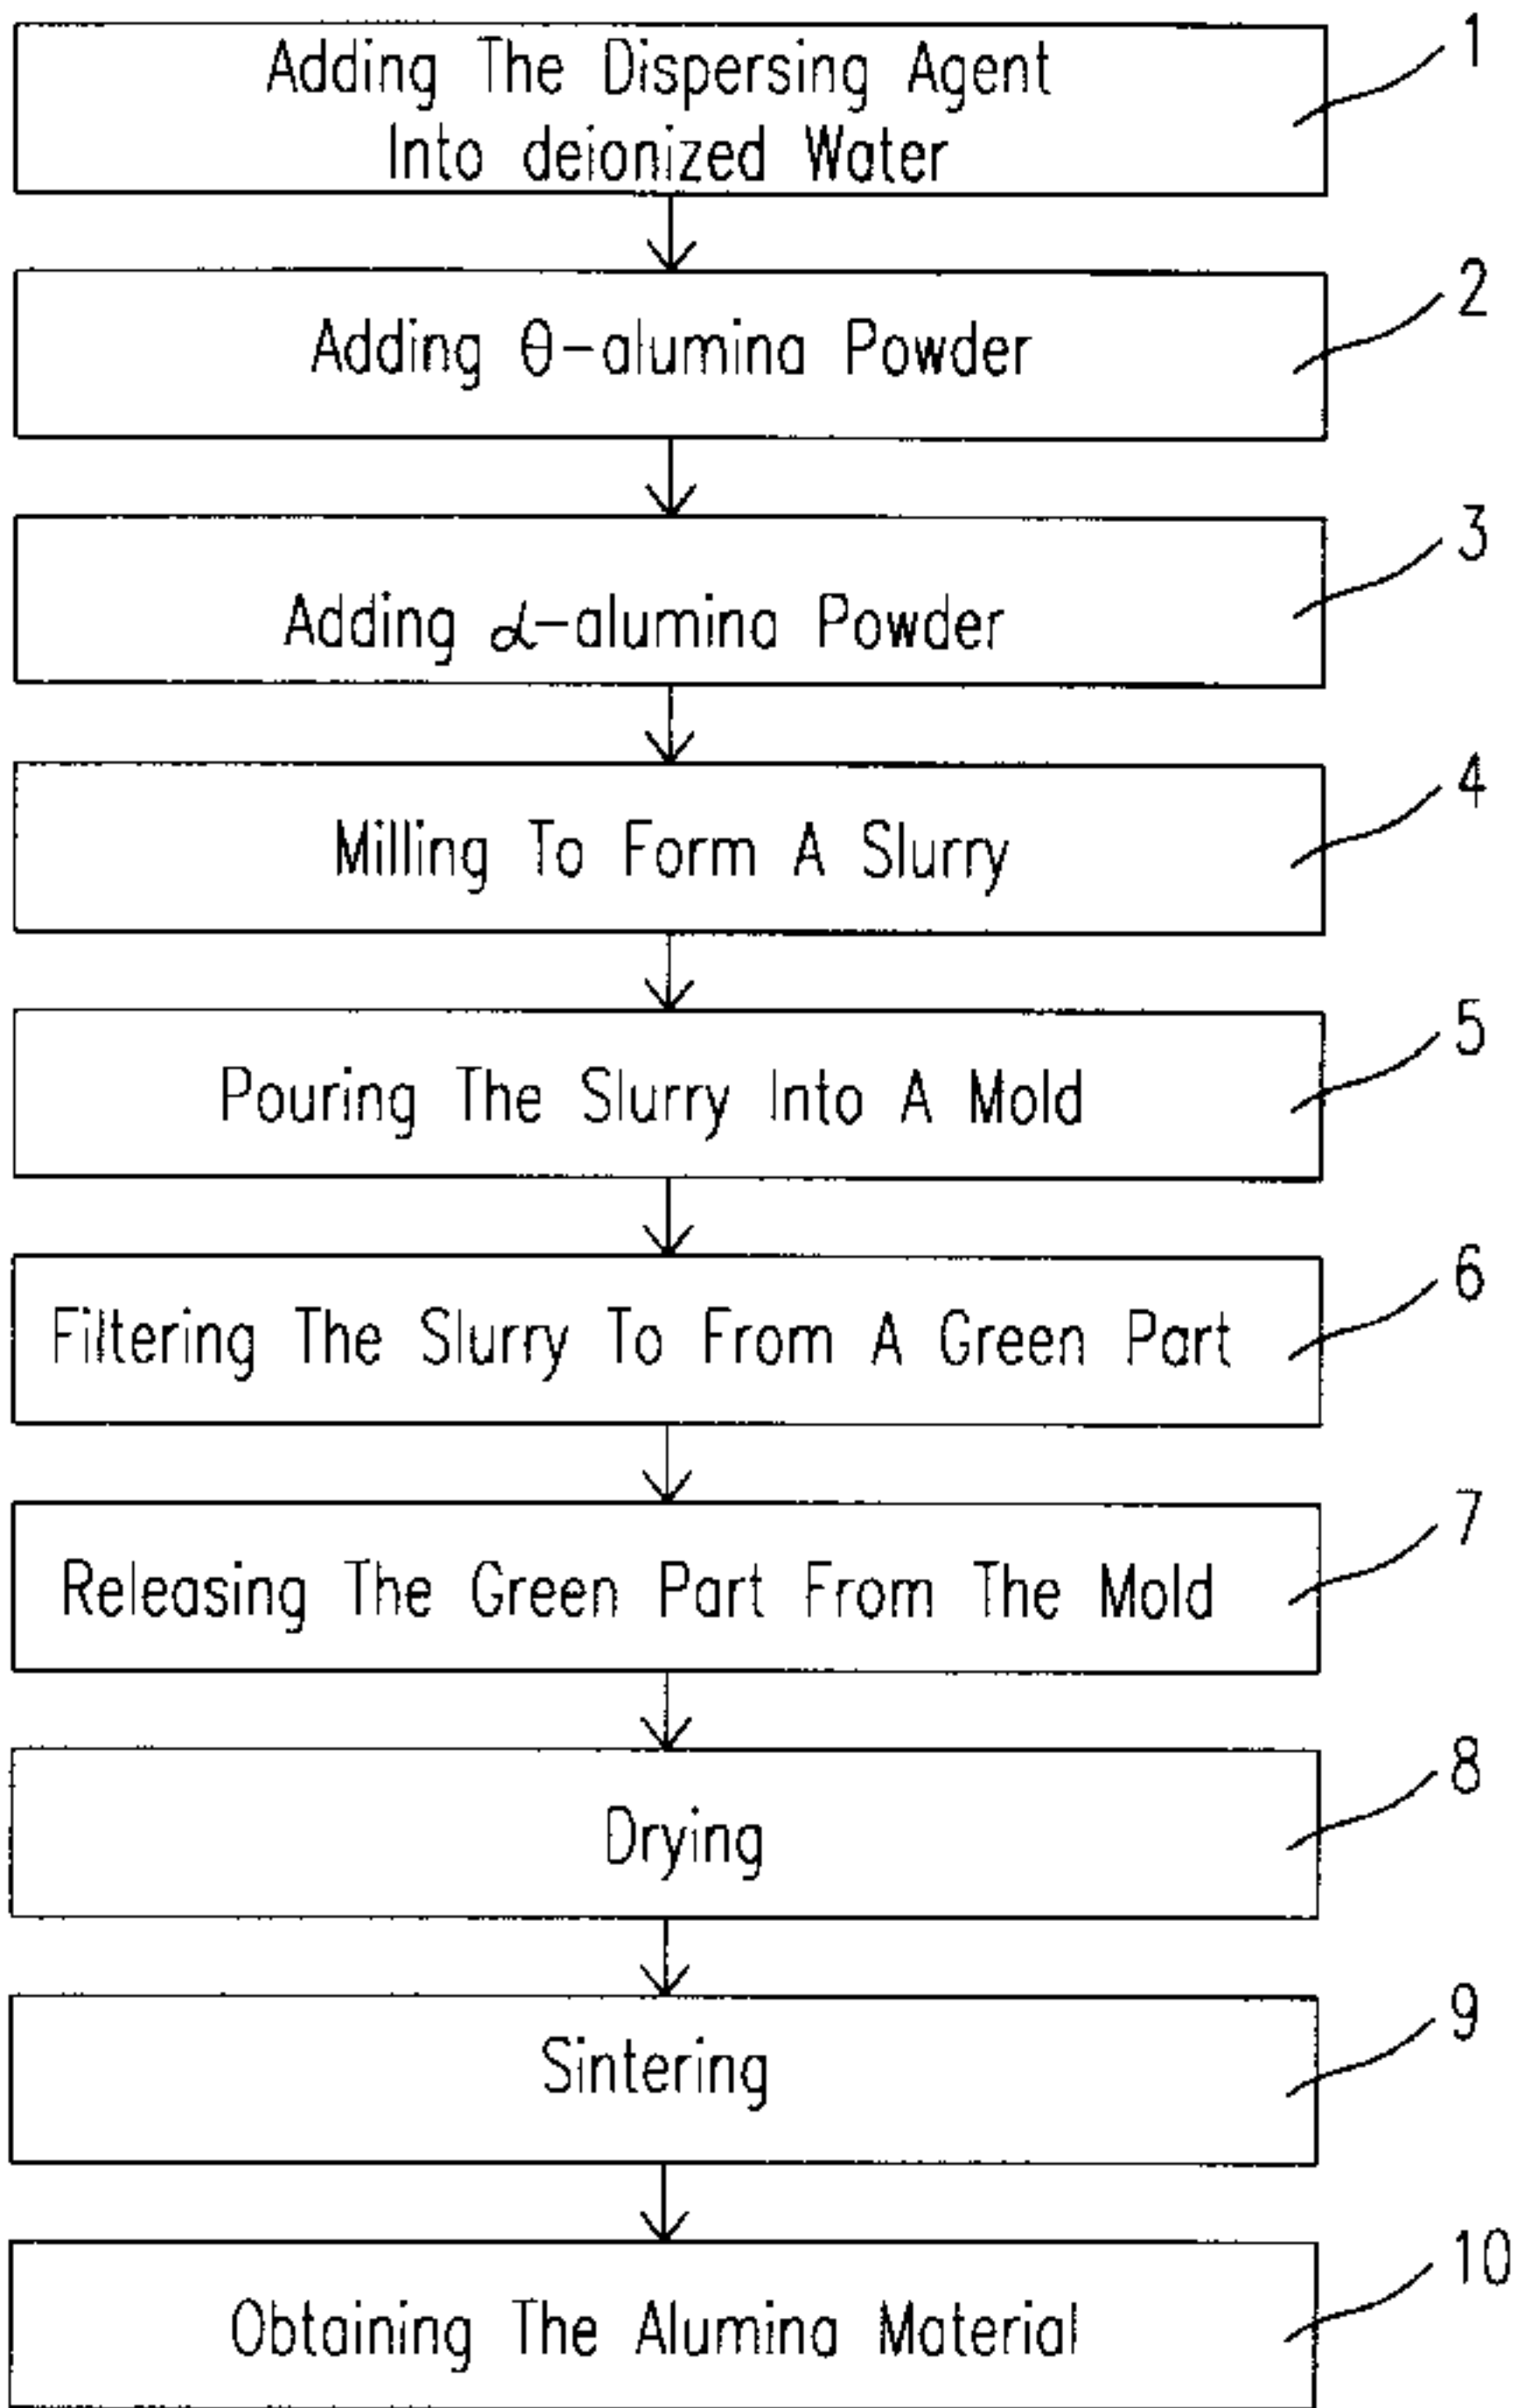 Adding The Dispersing Agent
Into deionized Water
1
Adding θ-alumina Powder
2
Adding α-alumina Powder
3
Milling To Form A Slurry
4
Pouring The Slurry Into A Mold
5
Filtering The Slurry To From A Green Part
6
Releasing The Green Part From The Mold
7
Drying
8
Sintering
9
Obtaining The Alumina Material
10